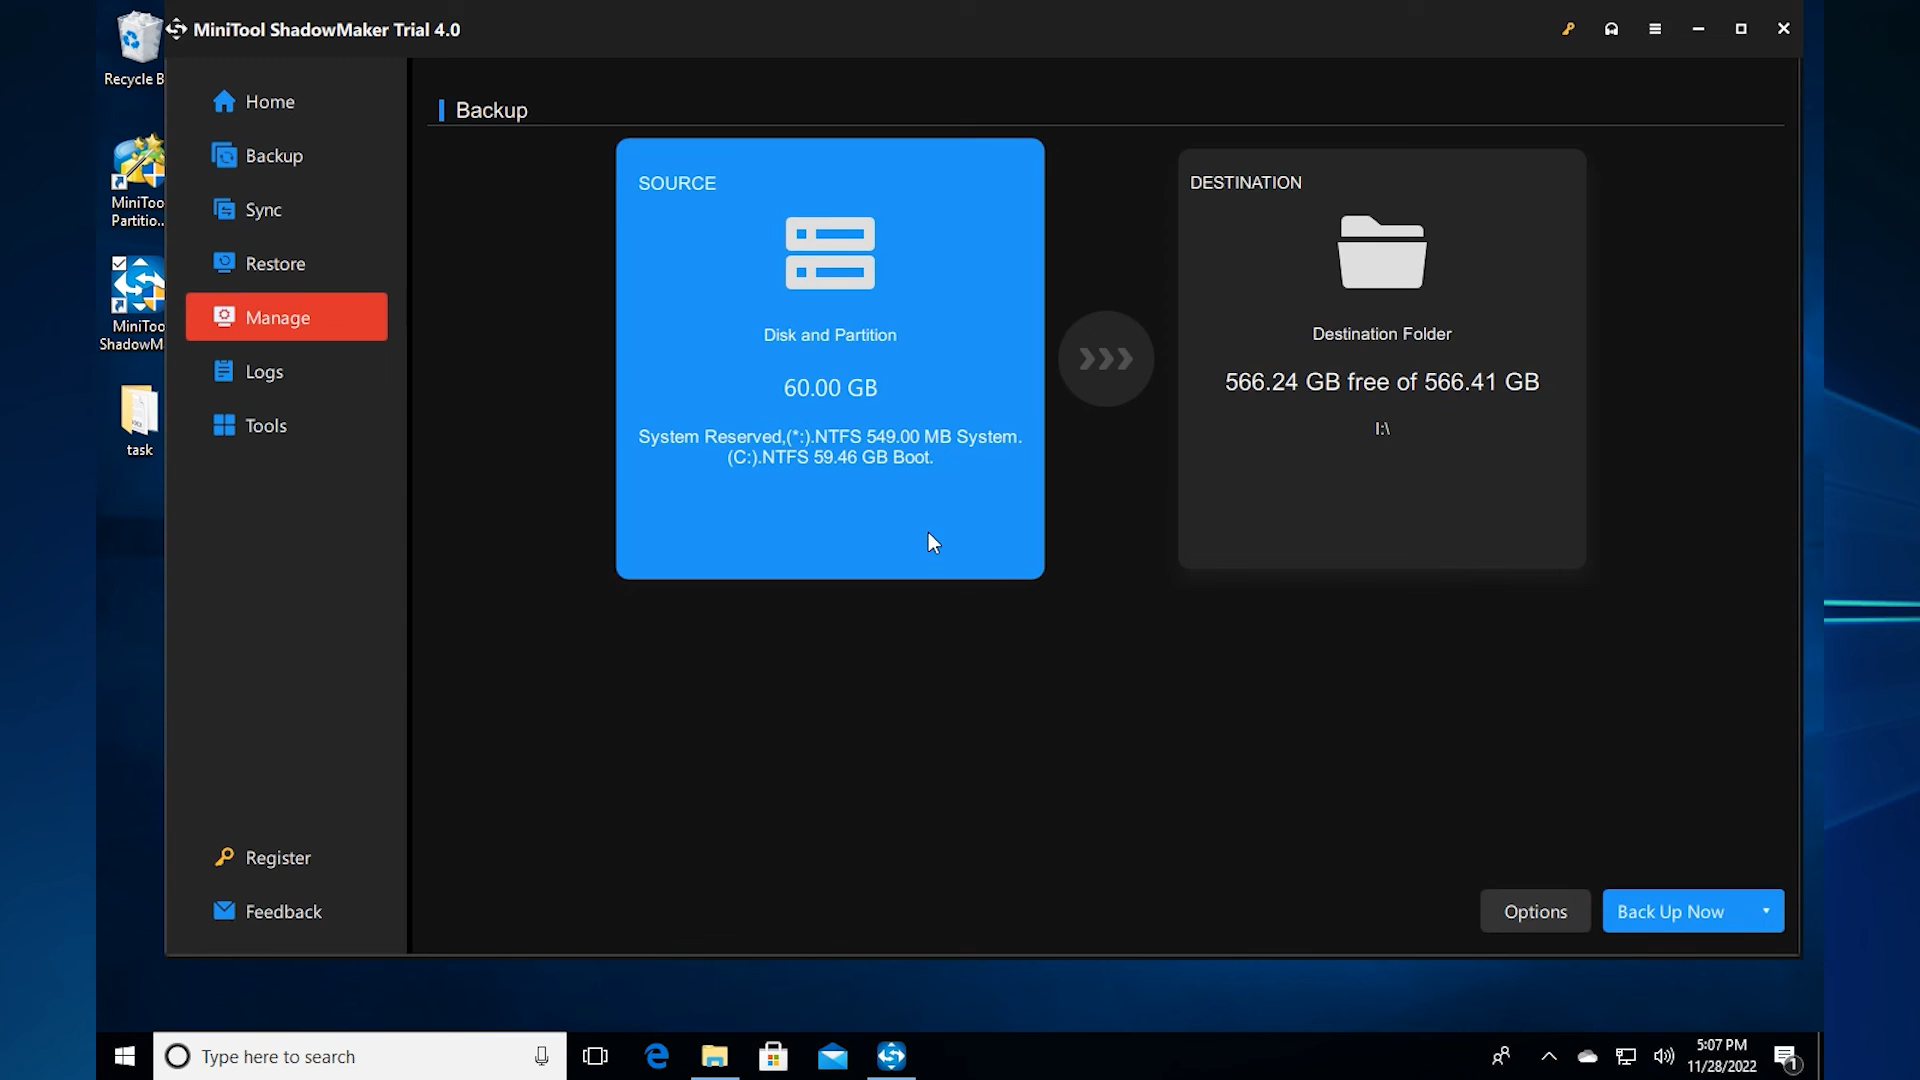 Recycle B
MiniTool ShadowMaker Trial 4.0
MiniToo
Partitio...
MiniToo
ShadowM
task
Home
Backup
Sync
Restore
Manage
Logs
Tools
Register
Feedback
Backup
SOURCE
Disk and Partition
60.00 GB
System Reserved,(*:).NTFS 549.00 MB System.
(C:).NTFS 59.46 GB Boot.
DESTINATION
Destination Folder
566.24 GB free of 566.41 GB
I:\
Options
Back Up Now
Type here to search
5:07 PM
11/28/2022
1